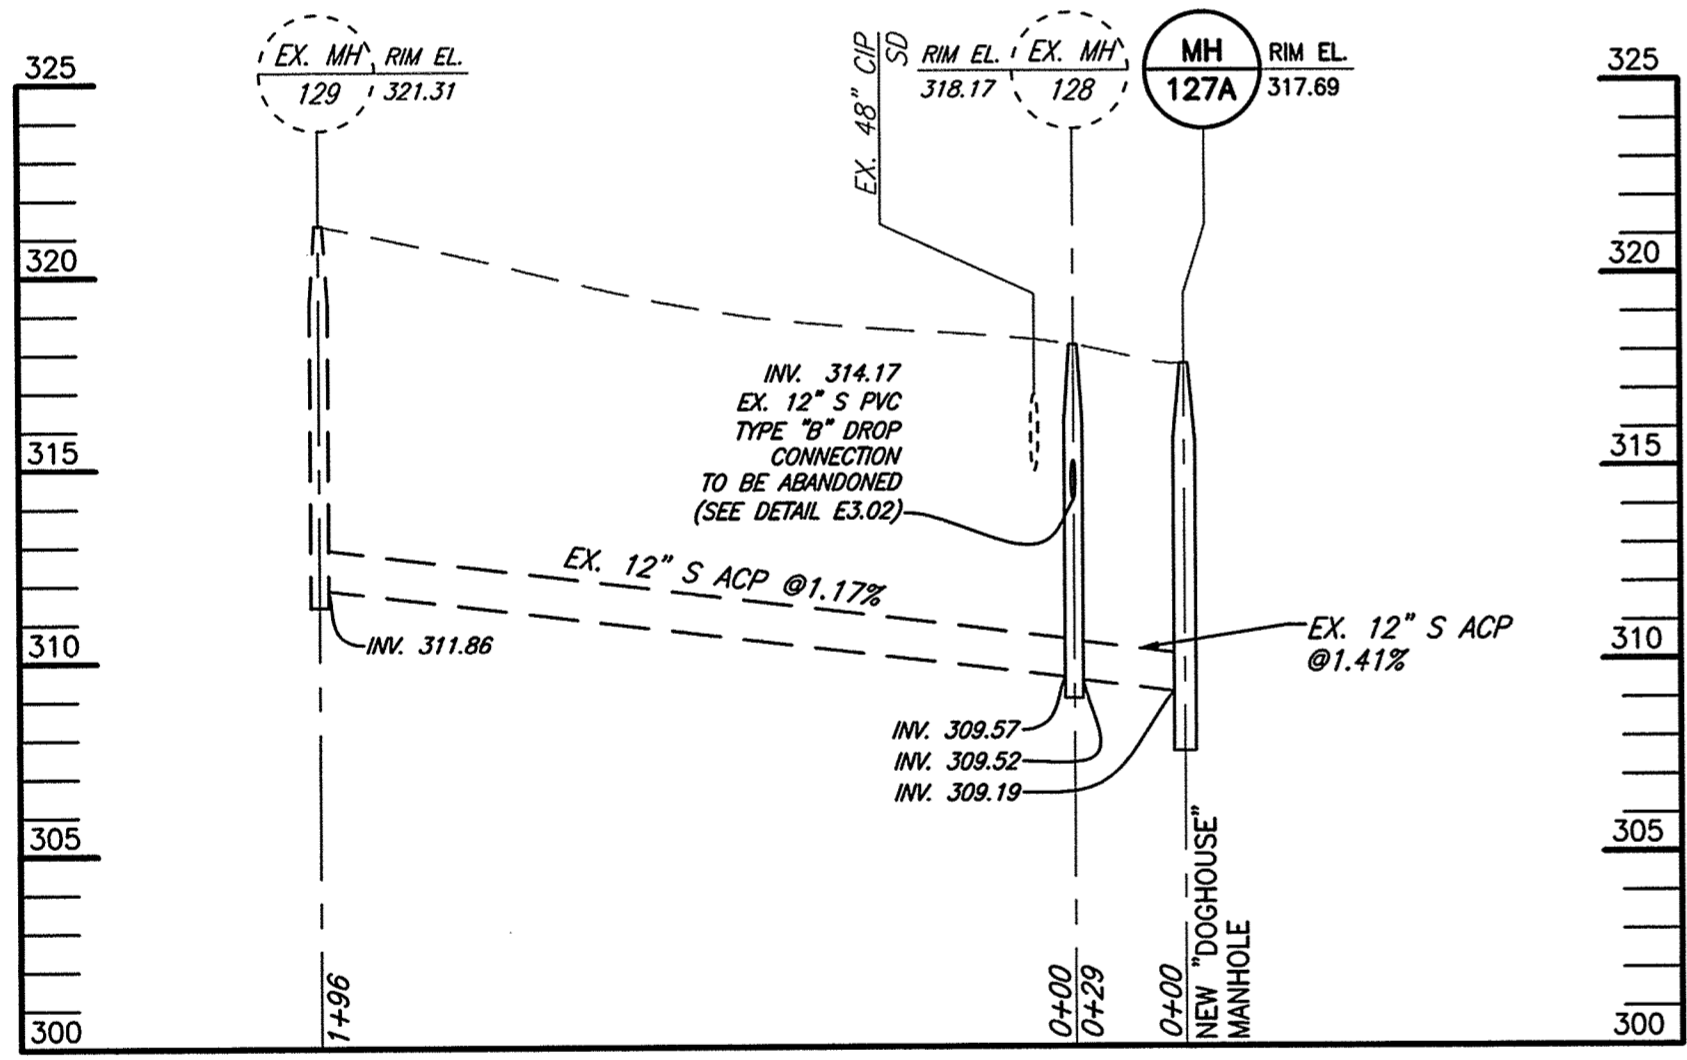 EX. MH
129
RIM EL.
321.31
EX. 48" CIP
SD
RIM EL.
318.17
EX. MH
128
MH
127A
RIM EL.
317.69
325
320
315
310
305
300
325
320
315
310
305
300
INV. 314.17
EX. 12" S PVC
TYPE "B" DROP
CONNECTION
TO BE ABANDONED
(SEE DETAIL E3.02)
EX. 12" S ACP @1.17%
INV. 311.86
EX. 12" S ACP
@1.41%
INV. 309.57
INV. 309.52
INV. 309.19
1+96
0+00
0+29
0+00
NEW "DOGHOUSE"
MANHOLE